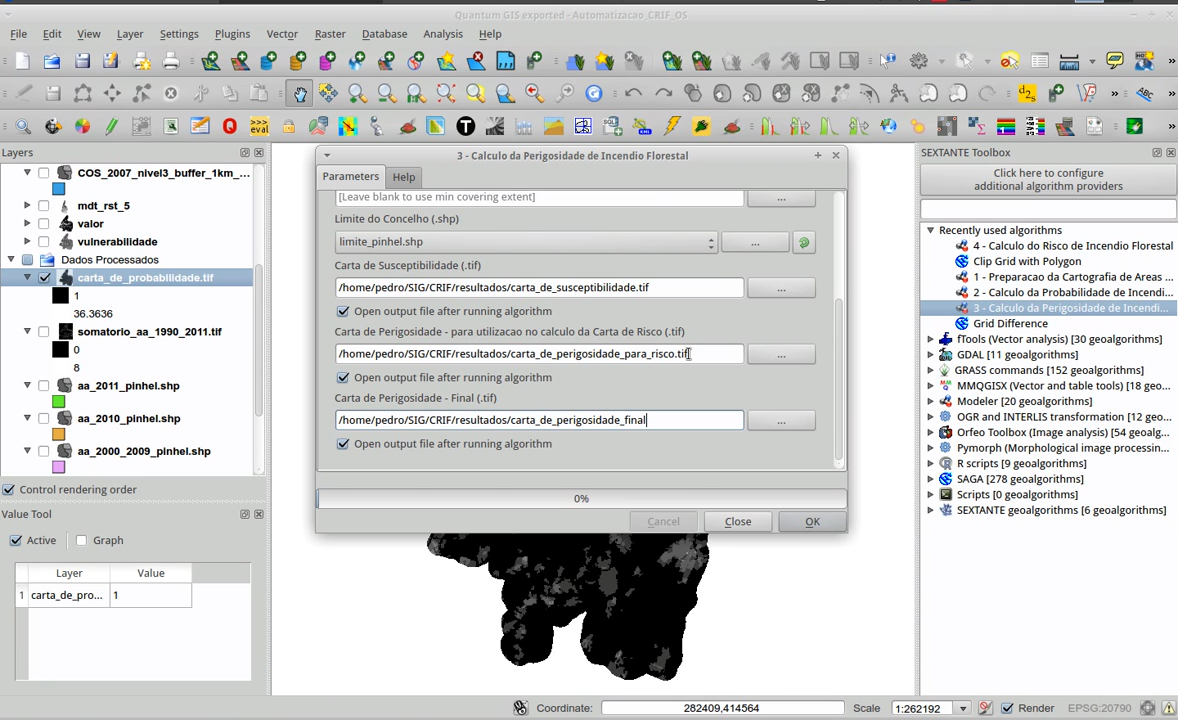 Quantum GIS exported - Automatizacao_CRIF_OS
File Edit View Layer Settings Plugins Vector Raster Database Analysis Help
>>>
eval
Layers
COS_2007_nivel3_buffer_1km_...
mdt_rst_5
valor
vulnerabilidade
Dados Processados
carta_de_probabilidade.tif
1
36.3636
somatorio_aa_1990_2011.tif
0
8
aa_2011_pinhel.shp
aa_2010_pinhel.shp
aa_2000_2009_pinhel.shp
Control rendering order
Value Tool
Active Graph
Layer Value
1 carta_de_pro... 1
3 - Calculo da Perigosidade de Incendio Florestal
Parameters Help
[Leave blank to use min covering extent] ...
Limite do Concelho (.shp)
limite_pinhel.shp ...
Carta de Susceptibilidade (.tif)
/home/pedro/SIG/CRIF/resultados/carta_de_susceptibilidade.tif ...
Open output file after running algorithm
Carta de Perigosidade - para utilizacao no calculo da Carta de Risco (.tif)
/home/pedro/SIG/CRIF/resultados/carta_de_perigosidade_para_risco.tif ...
Open output file after running algorithm
Carta de Perigosidade - Final (.tif)
/home/pedro/SIG/CRIF/resultados/carta_de_perigosidade_final ...
Open output file after running algorithm
0%
Cancel Close OK
SEXTANTE Toolbox
Click here to configure
additional algorithm providers
Recently used algorithms
4 - Calculo do Risco de Incendio Florestal
Clip Grid with Polygon
1 - Preparacao da Cartografia de Areas ...
2 - Calculo da Probabilidade de Incendi...
3 - Calculo da Perigosidade de Incendi...
Grid Difference
fTools (Vector analysis) [30 geoalgorithms]
GDAL [11 geoalgorithms]
GRASS commands [152 geoalgorithms]
MMQGISX (Vector and table tools) [18 geo...
Modeler [2 geoalgorithms]
OGR and INTERLIS transformation [12 geo...
Orfeo Toolbox (Image analysis) [54 geoalg...
Pymorph (Morphological image processin...
R scripts [9 geoalgorithms]
SAGA [278 geoalgorithms]
Scripts [0 geoalgorithms]
SEXTANTE geoalgorithms [6 geoalgorithms]
Coordinate: 282409,414564 Scale 1:262192 Render EPSG:20790